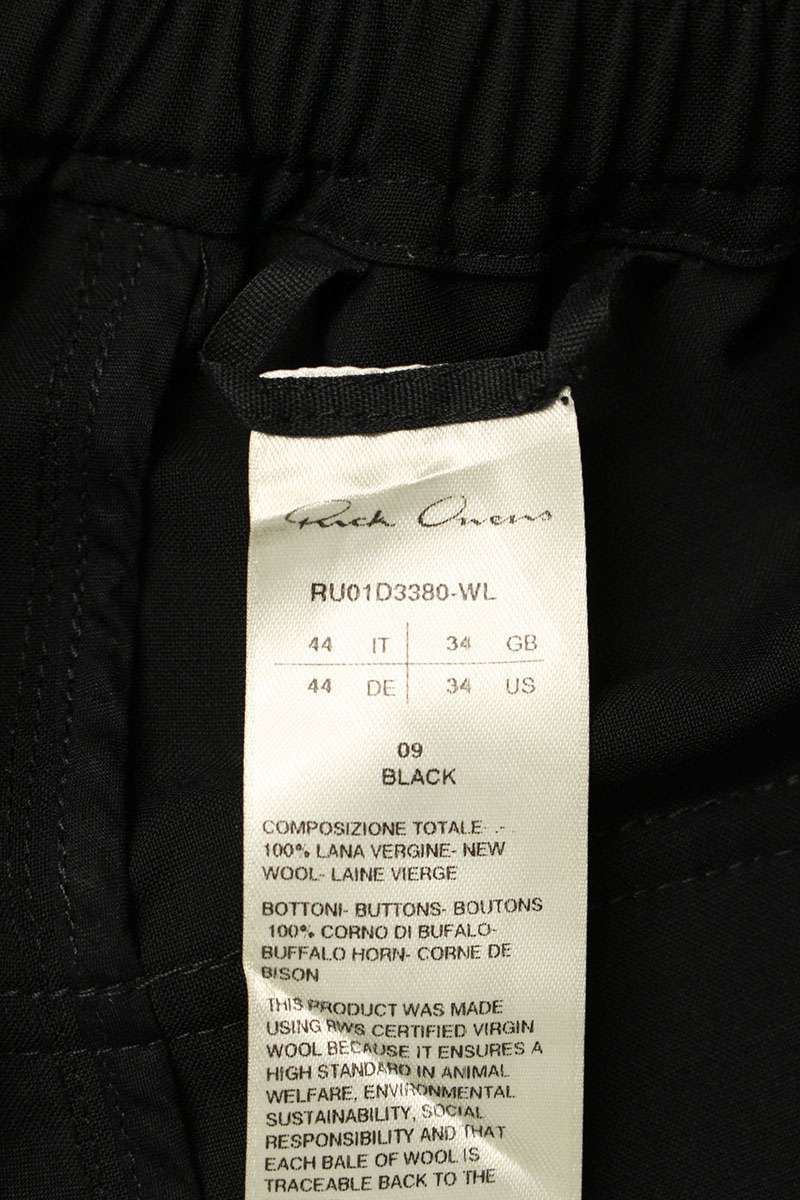 Rick Owens
RU01D3380-WL
44 IT 34 GB
44 DE 34 US
09
BLACK
COMPOSIZIONE TOTALE- .-
100% LANA VERGINE- NEW
WOOL- LAINE VIERGE
BOTTONI- BUTTONS- BOUTONS
100% CORNO DI BUFALO-
BUFFALO HORN- CORNE DE
BISON
THIS PRODUCT WAS MADE
USING RWS CERTIFIED VIRGIN
WOOL BECAUSE IT ENSURES A
HIGH STANDARD IN ANIMAL
WELFARE, ENVIRONMENTAL
SUSTAINABILITY, SOCIAL
RESPONSIBILITY AND THAT
EACH BALE OF WOOL IS
TRACEABLE BACK TO THE